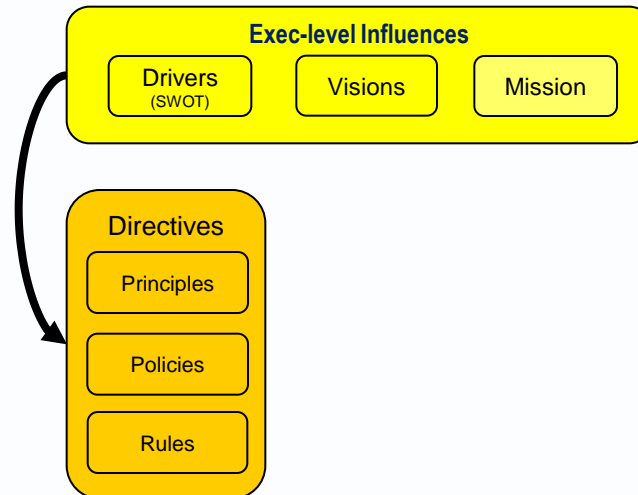 Exec-level Influences
Drivers
(SWOT)
Visions
Mission
Directives
Principles
Policies
Rules